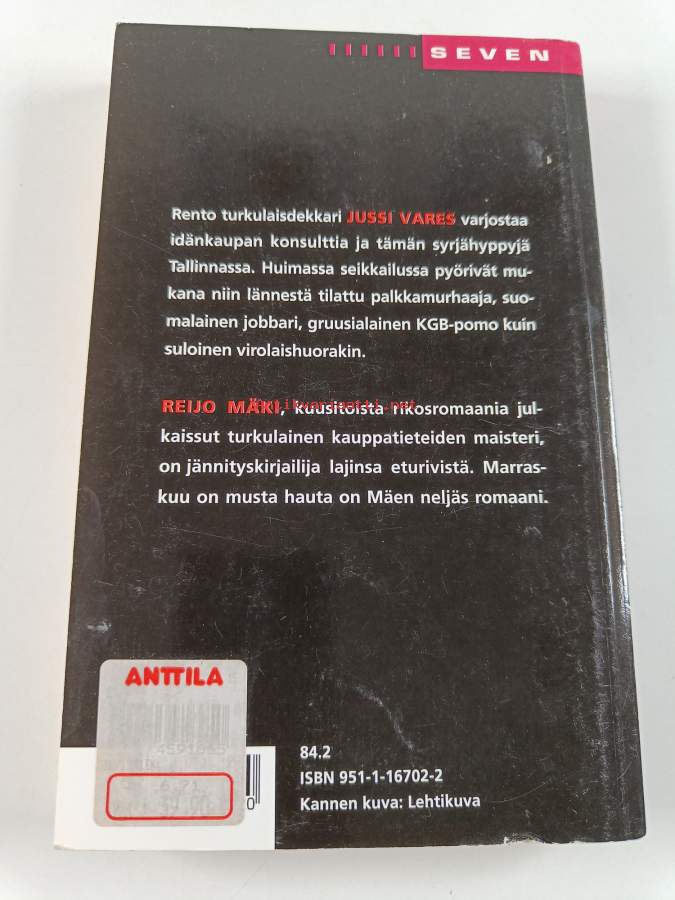 SEVEN
Rento turkulaisdekkari JUSSI VARES varjostaa
idänkaupan konsulttia ja tämän syrjähyppyjä
Tallinnassa. Huimassa seikkailussa pyörivät mu-
kana niin lännestä tilattu palkkamurhaaja, suo-
malainen jobbari, gruusialainen KGB-pomo kuin
suloinen virolaishuorakin.
REIJO MÄKI, kuusitoista rikosromaania jul-
kaissut turkulainen kauppatieteiden maisteri,
on jännityskirjailija lajinsa eturivistä. Marras-
kuu on musta hauta on Mäen neljäs romaani.
ANTTILA
84.2
ISBN 951-1-16702-2
Kannen kuva: Lehtikuva